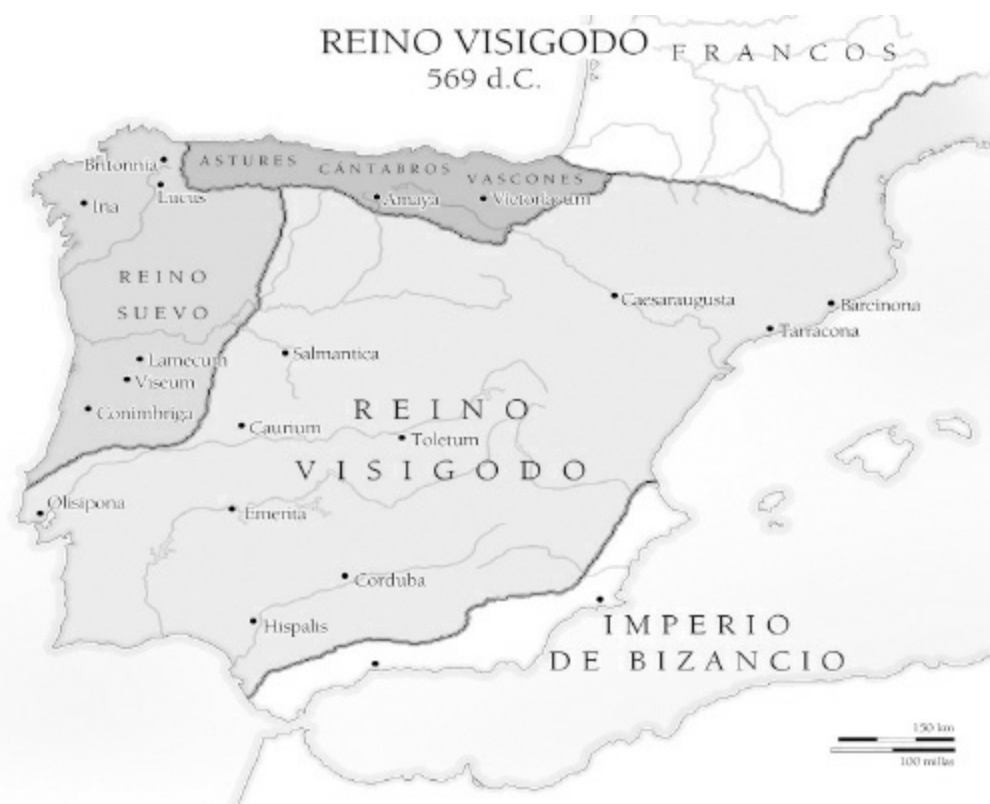 REINO VISIGODO
569 d.C.
FRANCOS
Britonnia
ASTURES
CÁNTABROS
VASCONES
Iria
Lucus
Amaya
Victoriacum
REINO
SUEVO
Caesaraugusta
Barcinona
Tarracona
Lamecum
Viseum
Conimbriga
Salmantica
REINO
VISIGODO
Caurium
Toletum
Olisipona
Emerita
Corduba
Hispalis
IMPERIO
DE BIZANCIO
150 km
100 millas